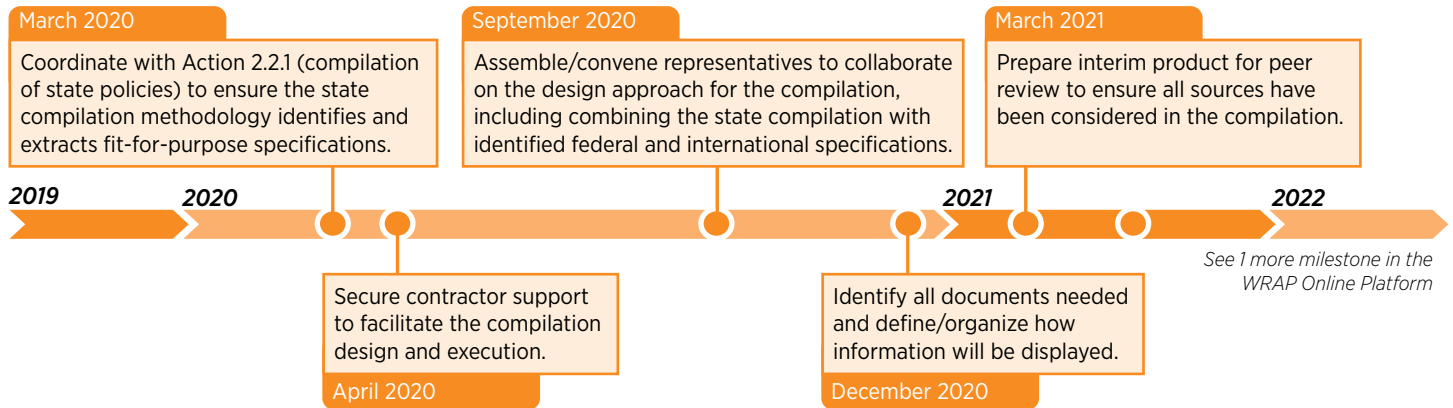 March 2020
Coordinate with Action 2.2.1 (compilation
of state policies) to ensure the state
compilation methodology identifies and
extracts fit-for-purpose specifications.
September 2020
Assemble/convene representatives to collaborate
on the design approach for the compilation,
including combining the state compilation with
identified federal and international specifications.
March 2021
Prepare interim product for peer
review to ensure all sources have
been considered in the compilation.
2019
2020
2021
2022
See 1 more milestone in the
WRAP Online Platform
Secure contractor support
to facilitate the compilation
design and execution.
April 2020
Identify all documents needed
and define/organize how
information will be displayed.
December 2020